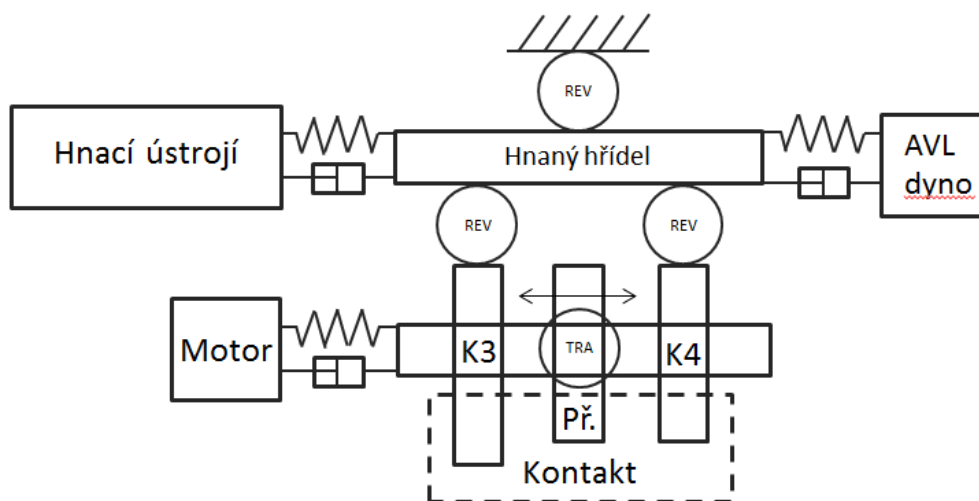 REV
Hnací ústrojí
Hnaný hřídel
AVL
dyno
REV
REV
Motor
K3
TRA
K4
Př.
Kontakt